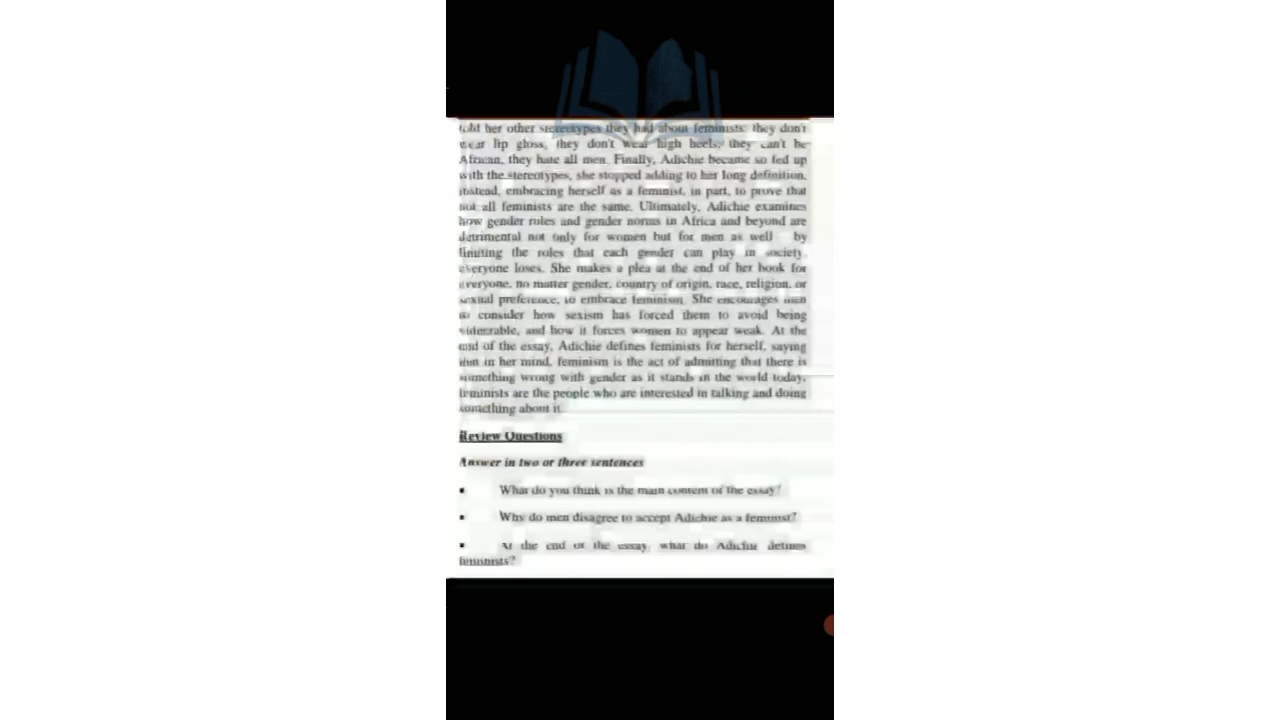 told her other stereotypes they had about feminists: they don't
wear lip gloss, they don't wear high heels, they can't be
African, they hate all men. Finally, Adichie became so fed up
with the stereotypes, she stopped adding to her long definition,
instead, embracing herself as a feminist, in part, to prove that
not all feminists are the same. Ultimately, Adichie examines
how gender roles and gender norms in Africa and beyond are
detrimental not only for women but for men as well by
limiting the roles that each gender can play in society,
everyone loses. She makes a plea at the end of her book for
everyone, no matter gender, country of origin, race, religion, or
sexual preference, to embrace feminism. She encourages men
to consider how sexism has forced them to avoid being
vulnerable, and how it forces women to appear weak. At the
end of the essay, Adichie defines feminists for herself, saying
in her mind, feminism is the act of admitting that there is
something wrong with gender as it stands in the world today,
feminists are the people who are interested in talking and doing
something about it.
Review Questions
Answer in two or three sentences
• What do you think is the main content of the essay?
• Why do men disagree to accept Adichie as a feminist?
• At the end of the essay, what do Adichie defines
feminists?